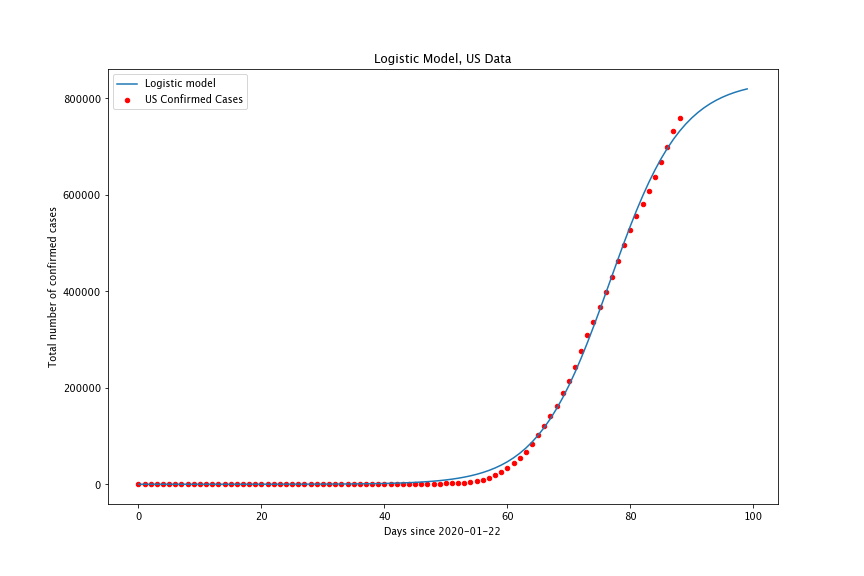 Logistic Model, US Data
Logistic model
US Confirmed Cases
800000
600000
400000
200000
0
Total number of confirmed cases
0 20 40 60 80 100
Days since 2020-01-22